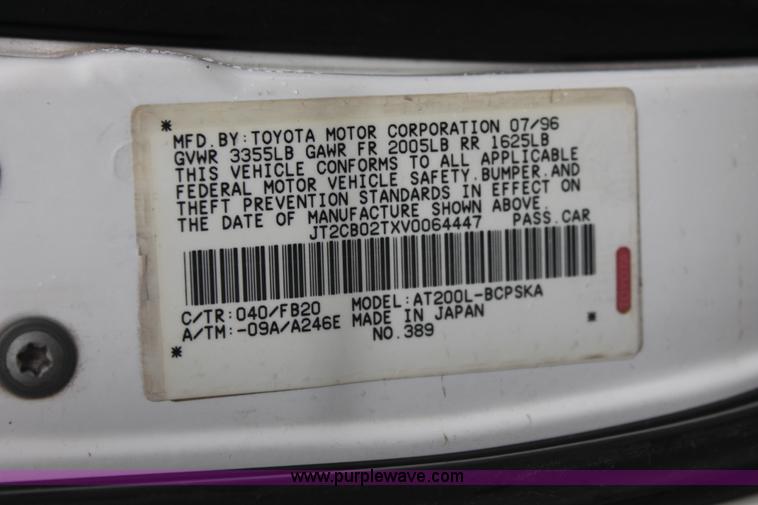 MFD.BY:TOYOTA MOTOR CORPORATION 07/96
GVWR 3355LB GAWR FR 2005LB RR 1625LB
THIS VEHICLE CONFORMS TO ALL APPLICABLE
FEDERAL MOTOR VEHICLE SAFETY,BUMPER,AND
THEFT PREVENTION STANDARDS IN EFFECT ON
THE DATE OF MANUFACTURE SHOWN ABOVE.
JT2CB02TXV0064447 PASS.CAR
C/TR:040/FB20 MODEL:AT200L-BCPSKA
A/TM:-09A/A246E MADE IN JAPAN
NO.389
www.purplewave.com